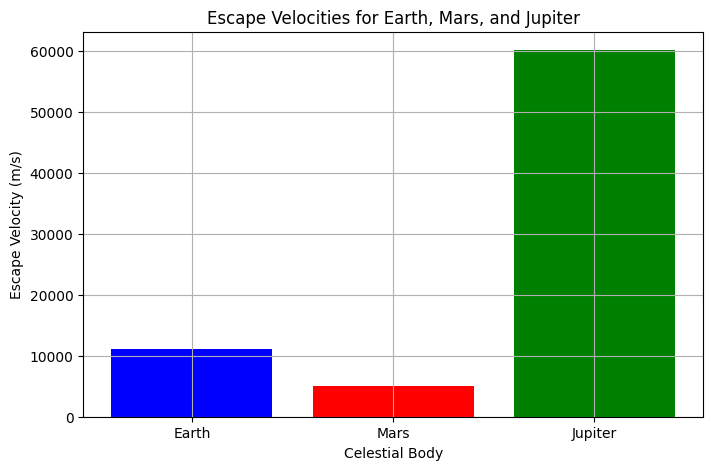 Escape Velocities for Earth, Mars, and Jupiter
60000
50000
40000
30000
20000
10000
0
Escape Velocity (m/s)
Earth Mars Jupiter
Celestial Body